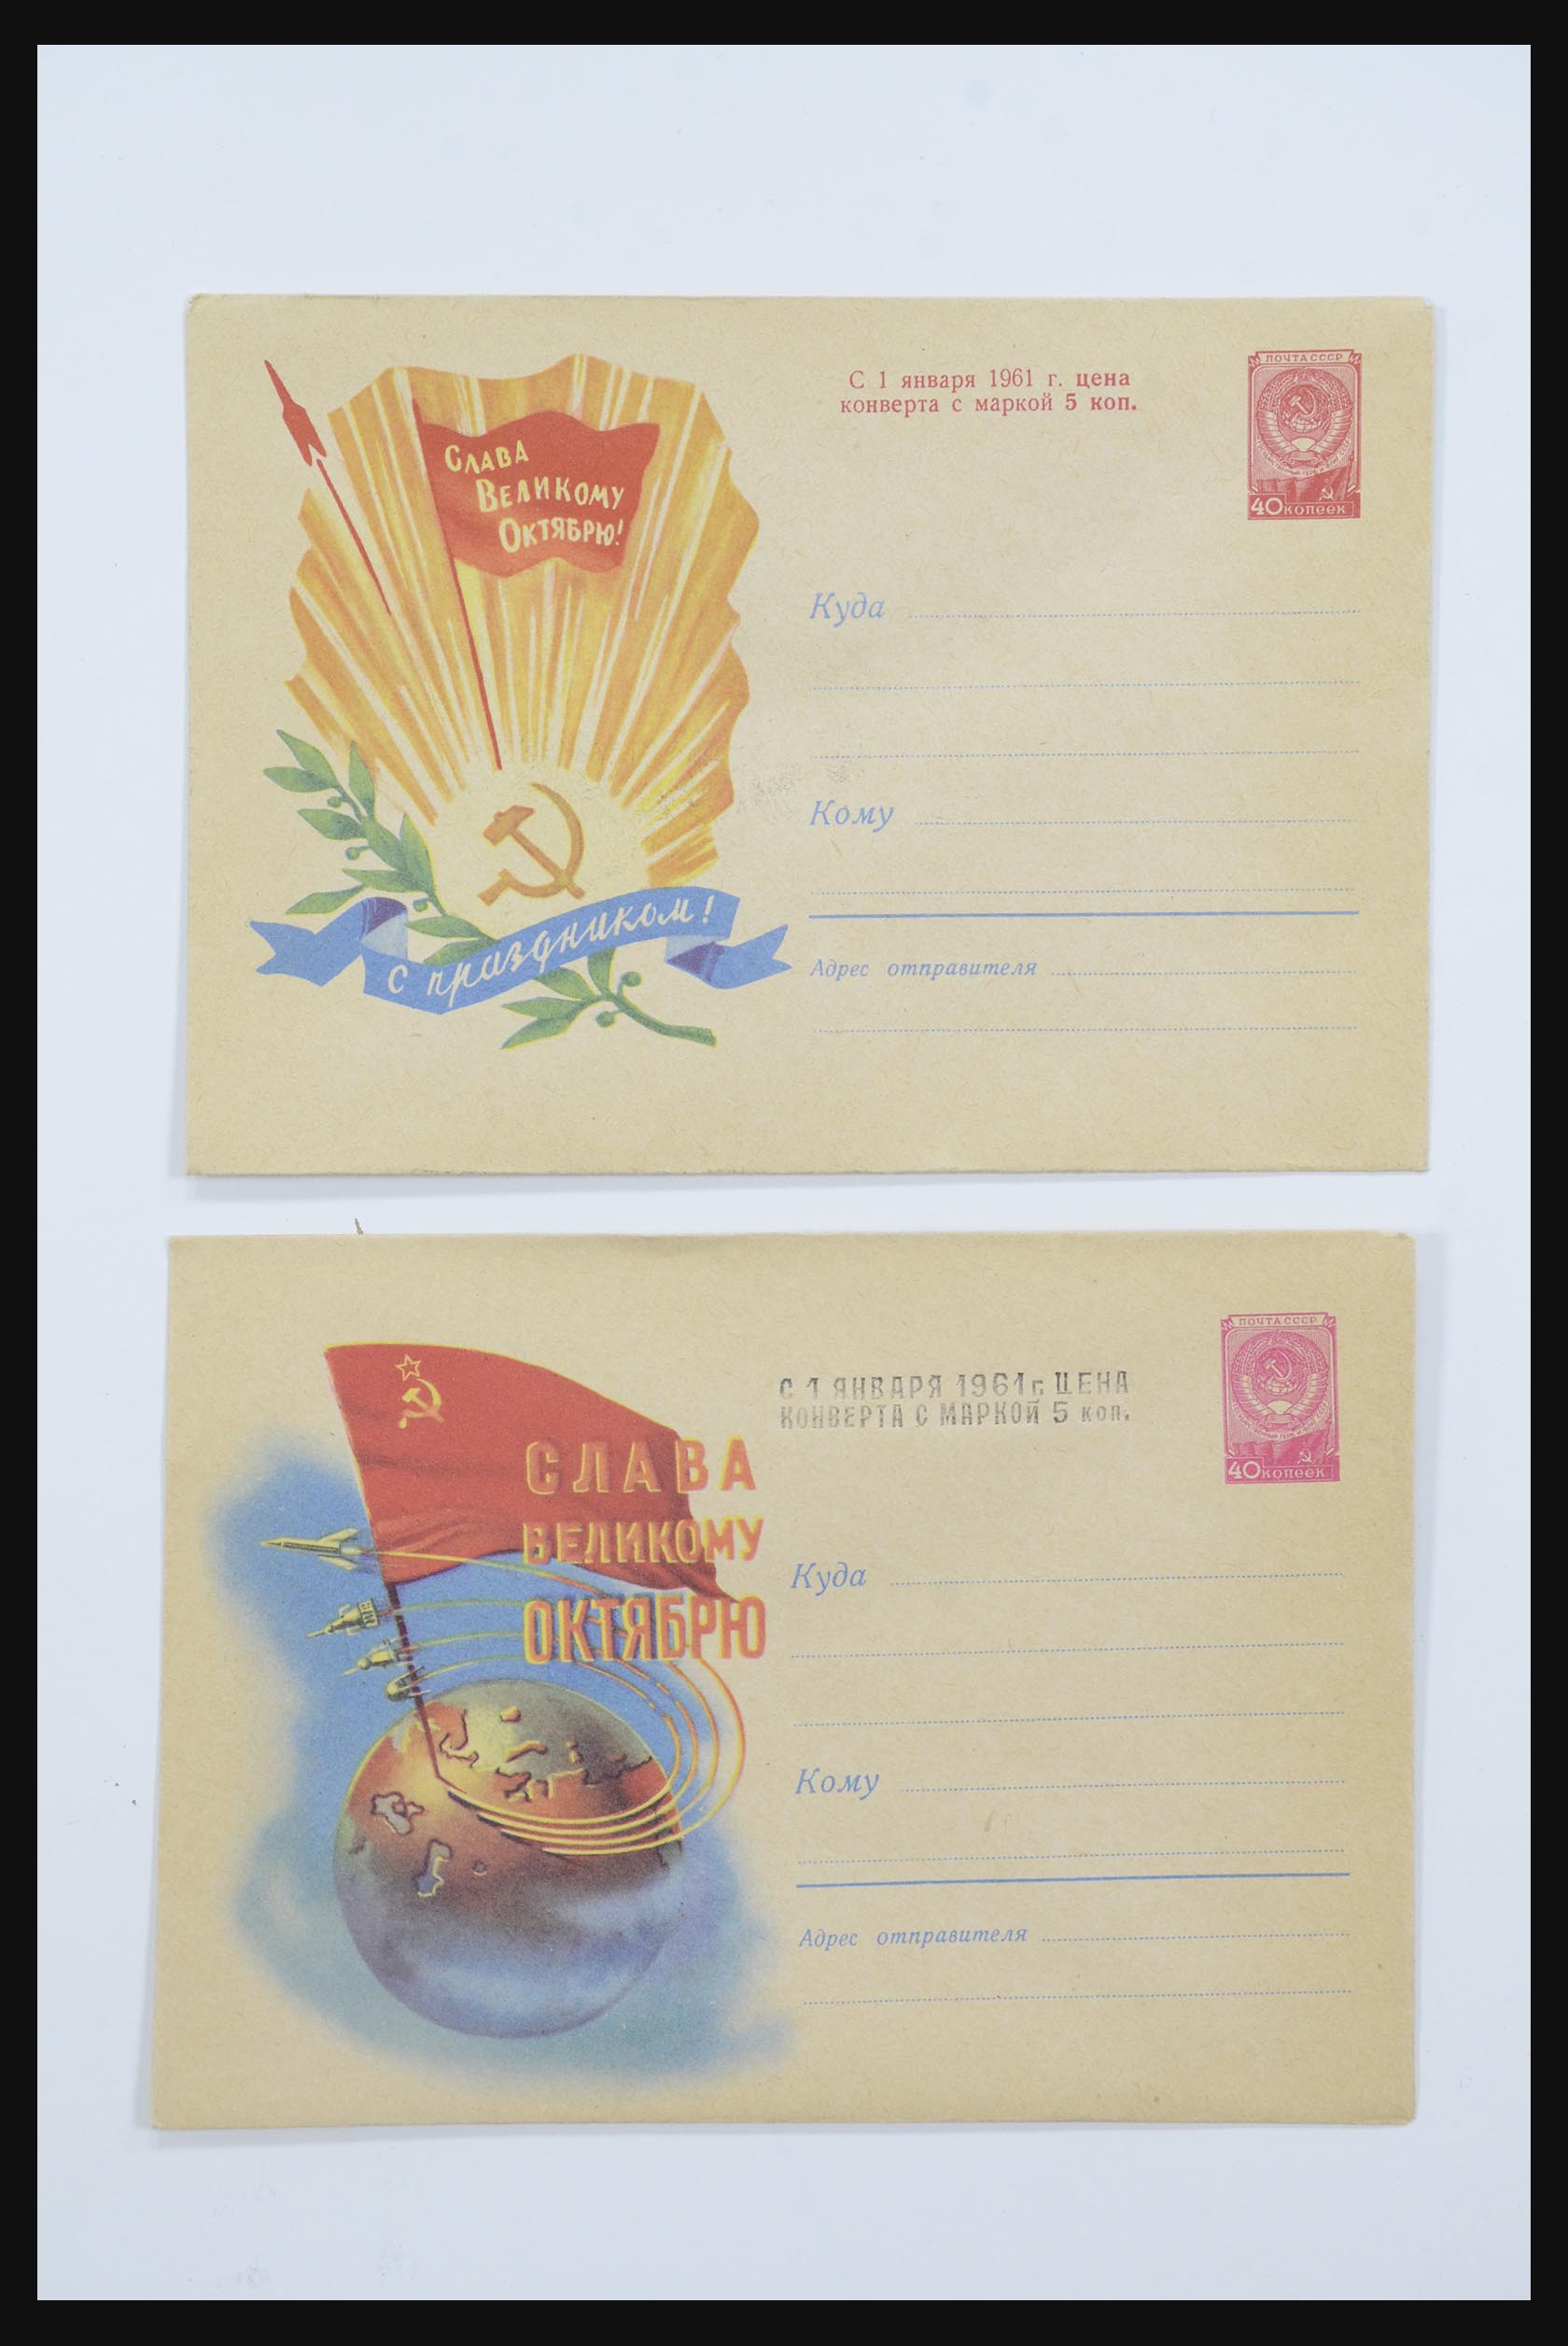 Слава
Великому
Октябрю!
с праздником!
С 1 января 1961 г. цена
конверта с маркой 5 коп.
ПОЧТА СССР
40 копеек
Куда
Кому
Адрес отправителя
СЛАВА
ВЕЛИКОМУ
ОКТЯБРЮ
С 1 ЯНВАРЯ 1961 г. ЦЕНА
КОНВЕРТА С МАРКОЙ 5 коп.
ПОЧТА СССР
40 копеек
Куда
Кому
Адрес отправителя